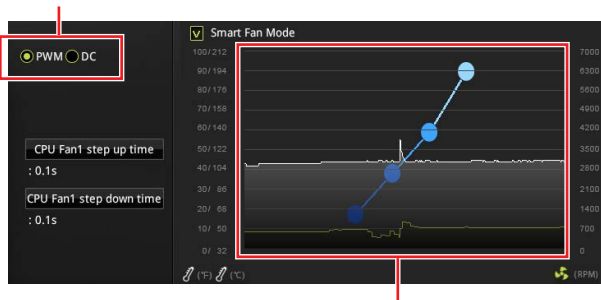 V Smart Fan Mode
PWM DC
100/212 7000
90/194 6300
80/176 5600
70/158 4900
60/140 4200
50/122 3500
40/104 2800
30/ 86 2100
20/ 68 1400
10/ 50 700
0/ 32 0
CPU Fan1 step up time
: 0.1s
CPU Fan1 step down time
: 0.1s
(°F) (°C) (RPM)